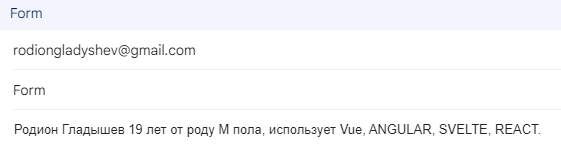 Form
rodiongladyshev@gmail.com
Form
Родион Гладышев 19 лет от роду М пола, использует Vue, ANGULAR, SVELTE, REACT.